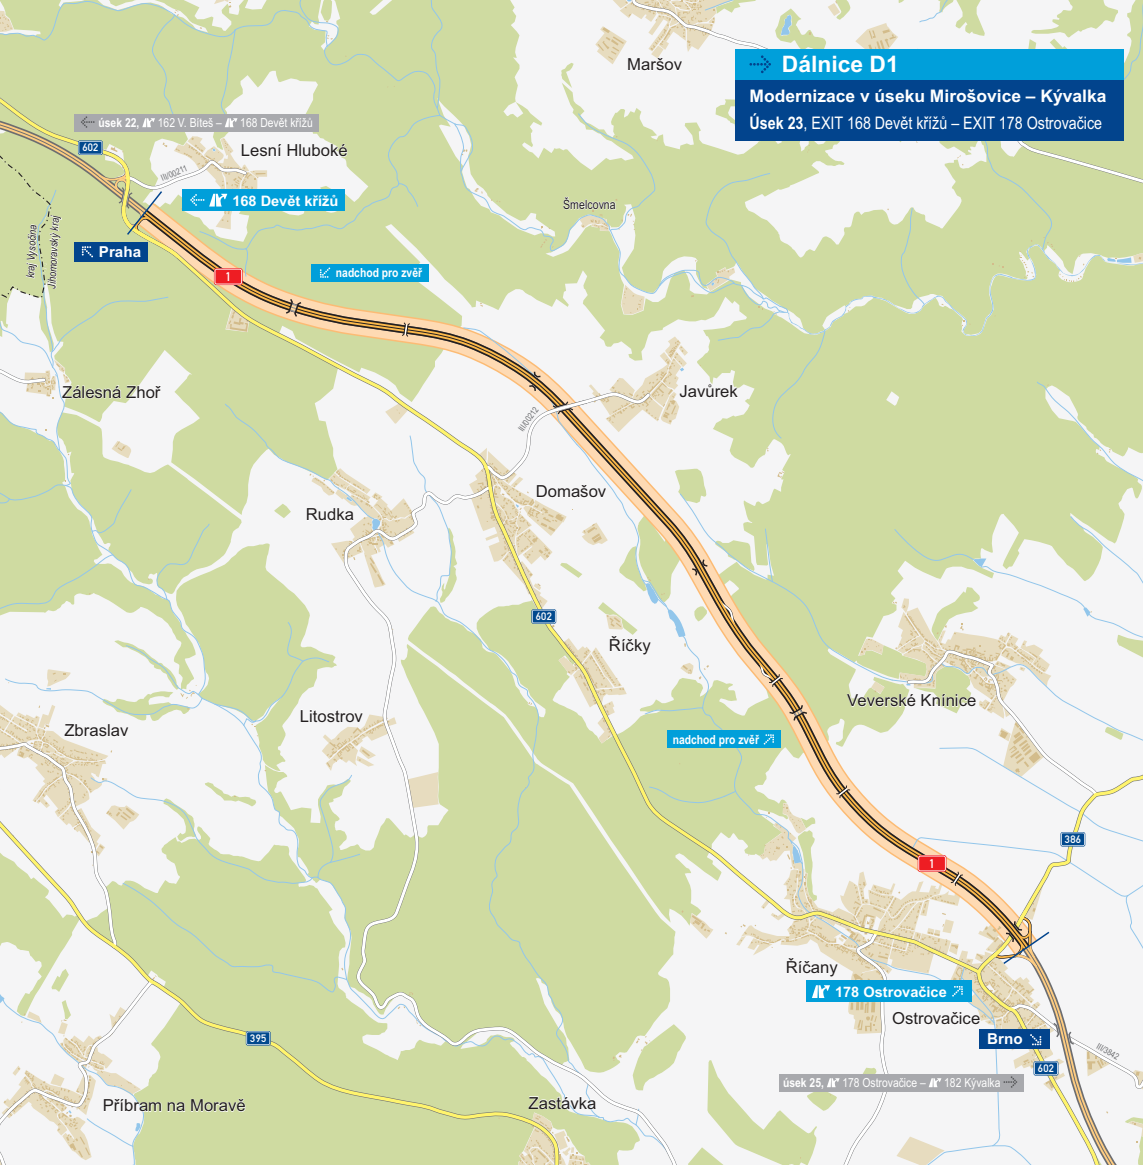 Maršov
Dálnice D1
Modernizace v úseku Mirošovice – Kývalka
Úsek 23, EXIT 168 Devět křížů – EXIT 178 Ostrovačice
úsek 22, 162 V. Bíteš – 168 Devět křížů
602
Lesní Hluboké
III/00211
168 Devět křížů
Šmelcovna
kraj Vysočina
Jihomoravský kraj
Praha
1
nadchod pro zvěř
Zálesná Zhoř
Javůrek
III/00212
Domašov
Rudka
602
Říčky
Veverské Knínice
Litostrov
Zbraslav
nadchod pro zvěř
386
1
Říčany
178 Ostrovačice
Ostrovačice
395
Brno
III/3842
602
úsek 25, 178 Ostrovačice – 182 Kývalka
Příbram na Moravě
Zastávka